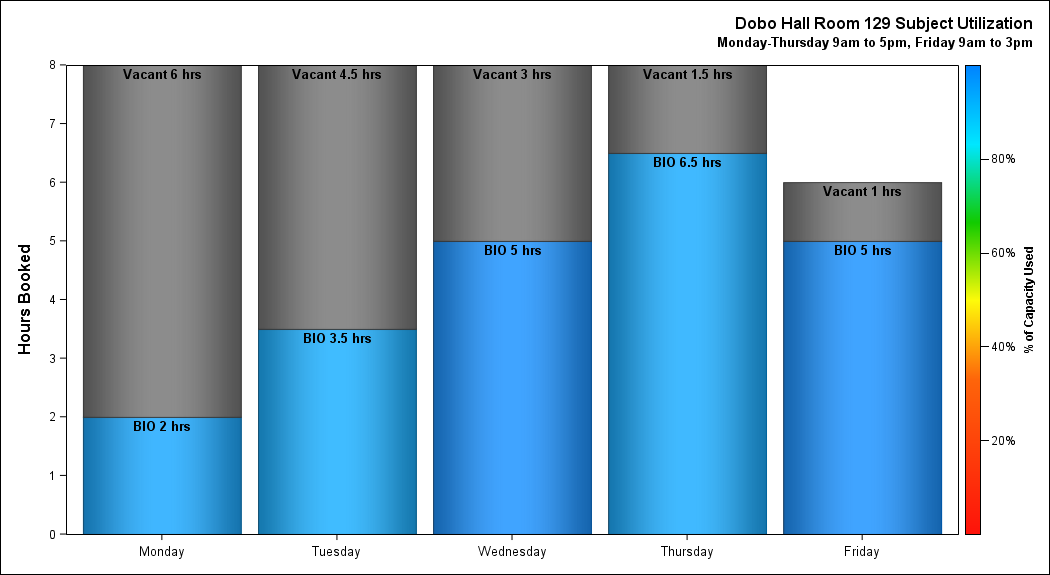 Dobo Hall Room 129 Subject Utilization
Monday-Thursday 9am to 5pm, Friday 9am to 3pm
Hours Booked
8
7
6
5
4
3
2
1
0
Vacant 6 hrs
BIO 2 hrs
Vacant 4.5 hrs
BIO 3.5 hrs
Vacant 3 hrs
BIO 5 hrs
Vacant 1.5 hrs
BIO 6.5 hrs
Vacant 1 hrs
BIO 5 hrs
Monday
Tuesday
Wednesday
Thursday
Friday
80%
60%
40%
20%
% of Capacity Used